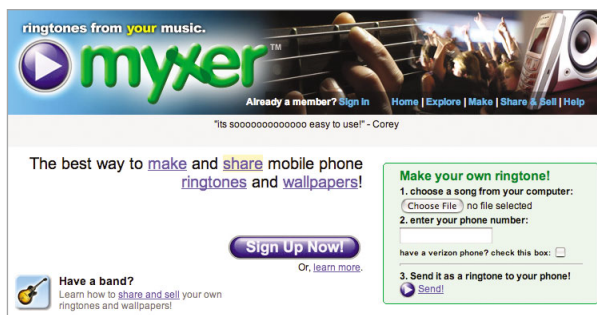 ringtones from your music.
myxer™
Already a member? Sign In Home | Explore | Make | Share & Sell | Help
"its sooooooooooooo easy to use!" - Corey
The best way to make and share mobile phone
ringtones and wallpapers!
Sign Up Now!
Or, learn more.
Have a band?
Learn how to share and sell your own
ringtones and wallpapers!
Make your own ringtone!
1. choose a song from your computer:
Choose File no file selected
2. enter your phone number:
have a verizon phone? check this box:
3. Send it as a ringtone to your phone!
Send!